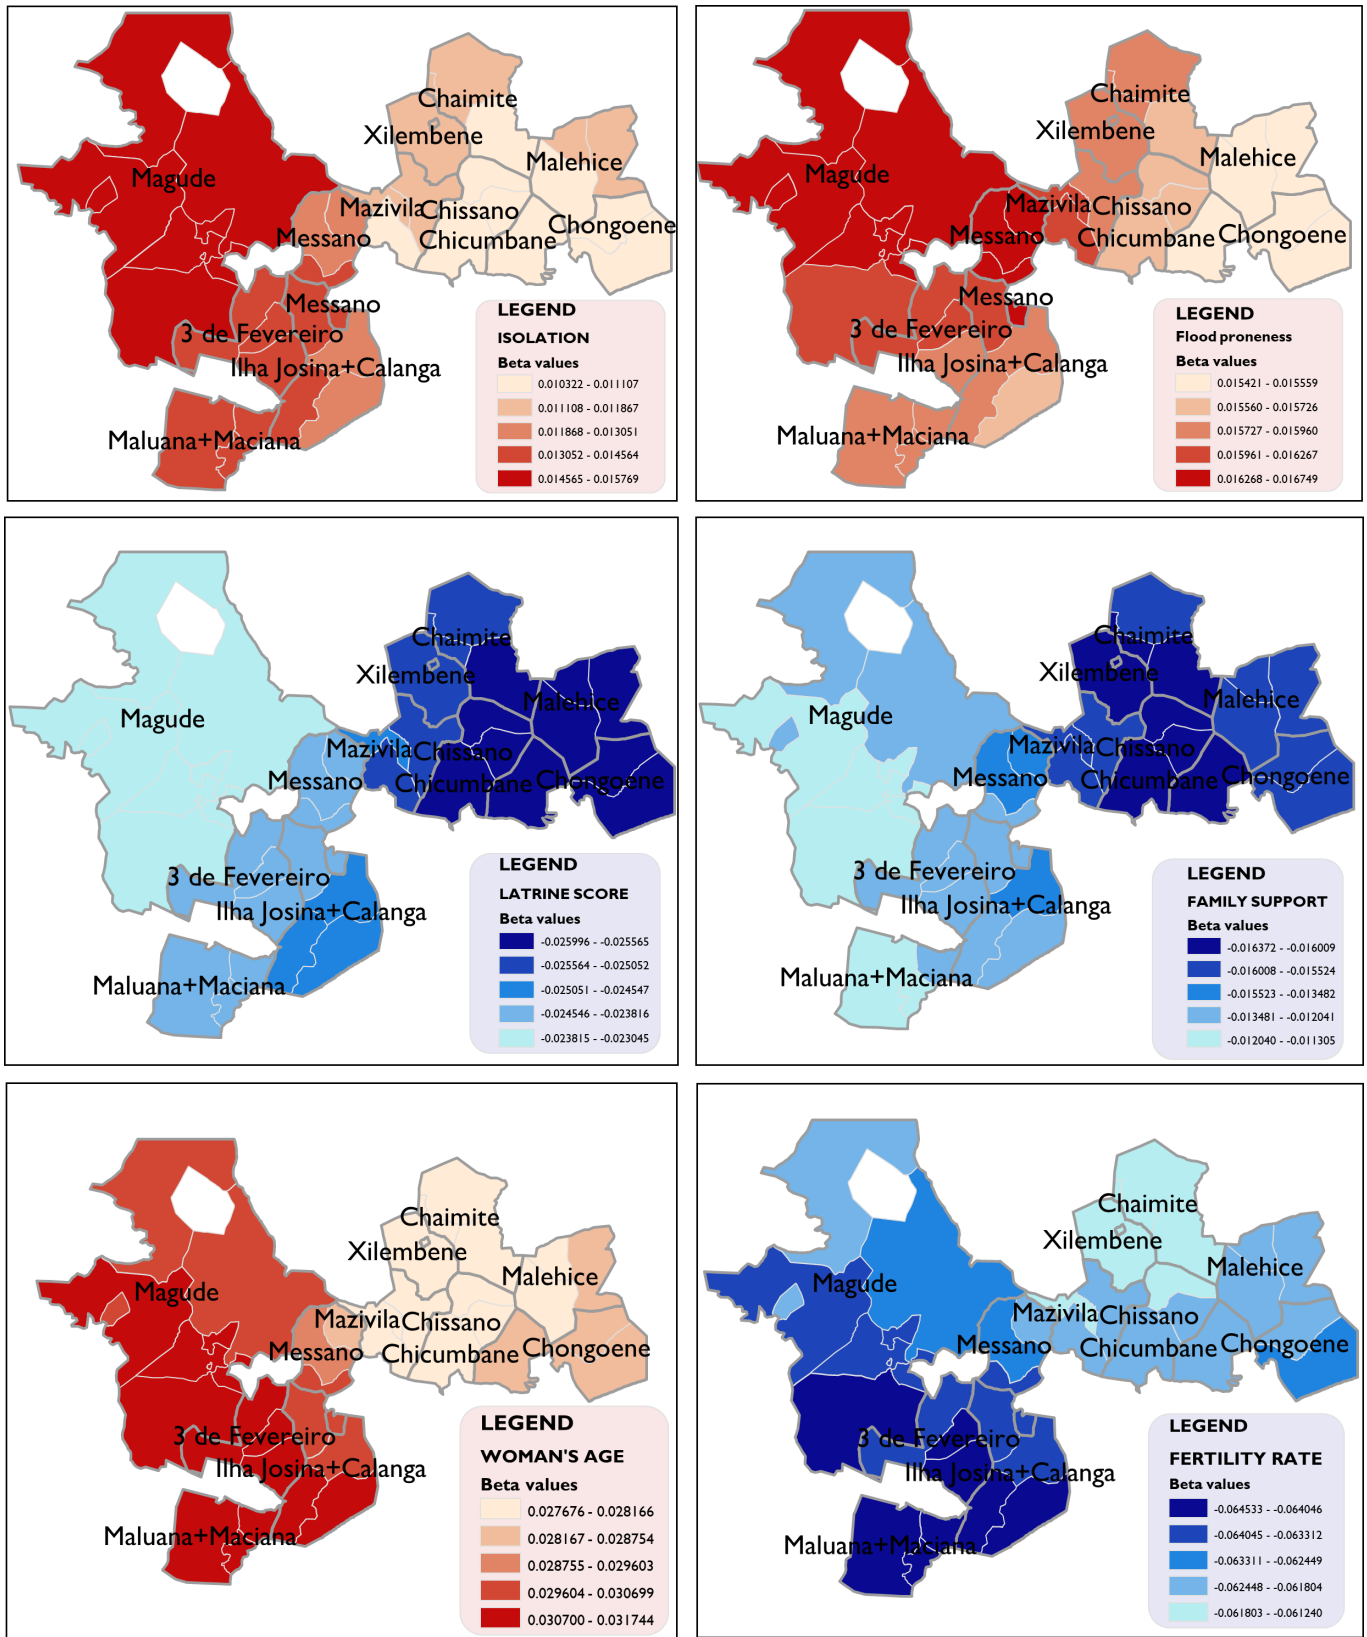 Chaimite
Xilembene
Malehice
Magude
Mazivila
Chissano
Chongoene
Messano
Chicumbane
Messano
3 de Fevereiro
Ilha Josina+Calanga
Maluana+Maciana
LEGEND
ISOLATION
Beta values
0.010322 - 0.011107
0.011108 - 0.011867
0.011868 - 0.013051
0.013052 - 0.014564
0.014565 - 0.015769
Chaimite
Xilembene
Malehice
Magude
Mazivila
Chissano
Messano
Chicumbane
Chongoene
Messano
3 de Fevereiro
Ilha Josina+Calanga
Maluana+Maciana
LEGEND
Flood proneness
Beta values
0.015421 - 0.015559
0.015560 - 0.015726
0.015727 - 0.015960
0.015961 - 0.016267
0.016268 - 0.016749
Chaimite
Xilembene
Malehice
Magude
Mazivila
Chissano
Messano
Chicumbane
Chongoene
3 de Fevereiro
Ilha Josina+Calanga
Maluana+Maciana
LEGEND
LATRINE SCORE
Beta values
-0.025996 - -0.025565
-0.025564 - -0.025052
-0.025051 - -0.024547
-0.024546 - -0.023816
-0.023815 - -0.023045
Chaimite
Xilembene
Malehice
Magude
Mazivila
Chissano
Messano
Chicumbane
Chongoene
3 de Fevereiro
Ilha Josina+Calanga
Maluana+Maciana
LEGEND
FAMILY SUPPORT
Beta values
-0.016372 - -0.016009
-0.016008 - -0.015524
-0.015523 - -0.013482
-0.013481 - -0.012041
-0.012040 - -0.011305
Chaimite
Xilembene
Malehice
Magude
Mazivila
Chissano
Messano
Chicumbane
Chongoene
3 de Fevereiro
Ilha Josina+Calanga
Maluana+Maciana
LEGEND
WOMAN'S AGE
Beta values
0.027676 - 0.028166
0.028167 - 0.028754
0.028755 - 0.029603
0.029604 - 0.030699
0.030700 - 0.031744
Chaimite
Xilembene
Malehice
Magude
Mazivila
Chissano
Messano
Chicumbane
Chongoene
3 de Fevereiro
Ilha Josina+Calanga
Maluana+Maciana
LEGEND
FERTILITY RATE
Beta values
-0.064533 - -0.064046
-0.064045 - -0.063312
-0.063311 - -0.062449
-0.062448 - -0.061804
-0.061803 - -0.061240